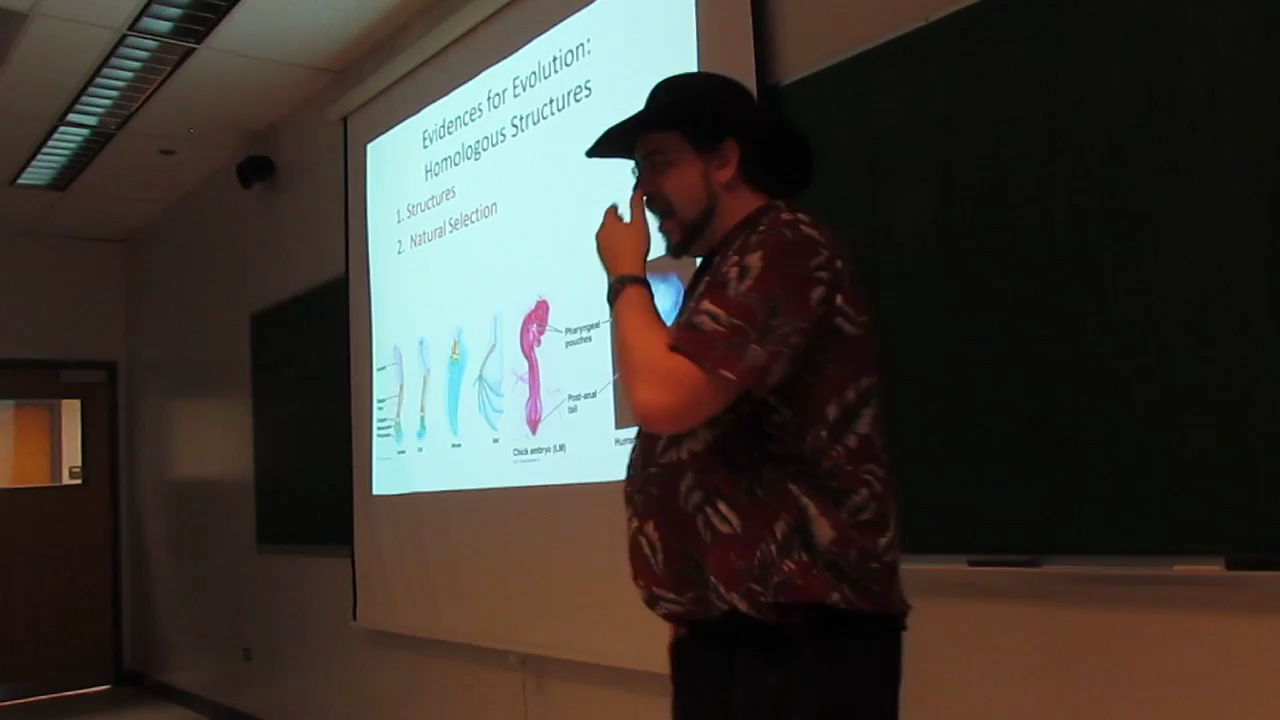 Evidences for Evolution:
Homologous Structures
1. Structures
2. Natural Selection
Pharyngeal
pouches
Post-anal
tail
Chick embryo (LM)